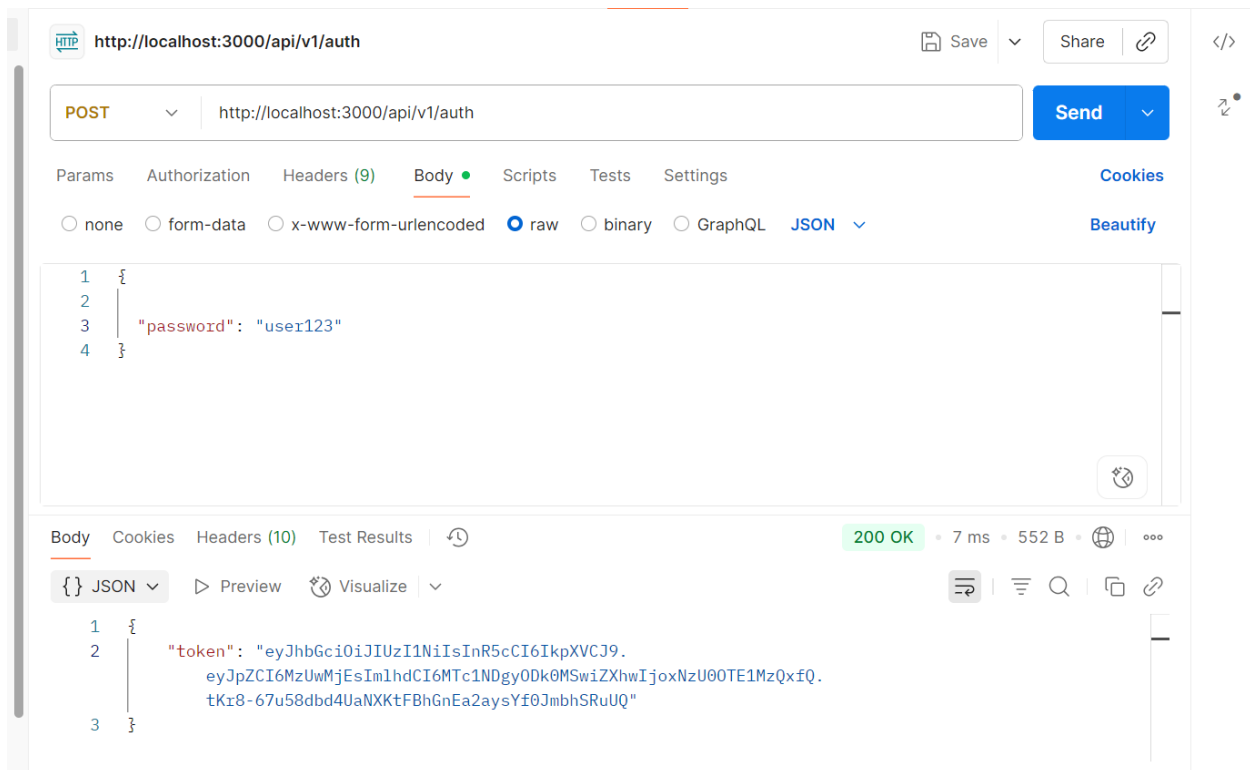 HTTP http://localhost:3000/api/v1/auth Save Share
POST http://localhost:3000/api/v1/auth Send
Params Authorization Headers (9) Body Scripts Tests Settings Cookies
none form-data x-www-form-urlencoded raw binary GraphQL JSON Beautify
1 {
2
3 "password": "user123"
4 }
Body Cookies Headers (10) Test Results 200 OK 7 ms 552 B
{} JSON Preview Visualize
1 {
2 "token": "eyJhbGciOiJIUzI1NiIsInR5cCI6IkpXVCJ9.
eyJpZCI6MzUwMjEsImlhdCI6MTc1NDgyODk0MSwiZXhwIjoxNzU0OTE1MzQxfQ.
tKr8-67u58dbd4UaNXKtFBhGnEa2aysYf0JmbhSRuUQ"
3 }